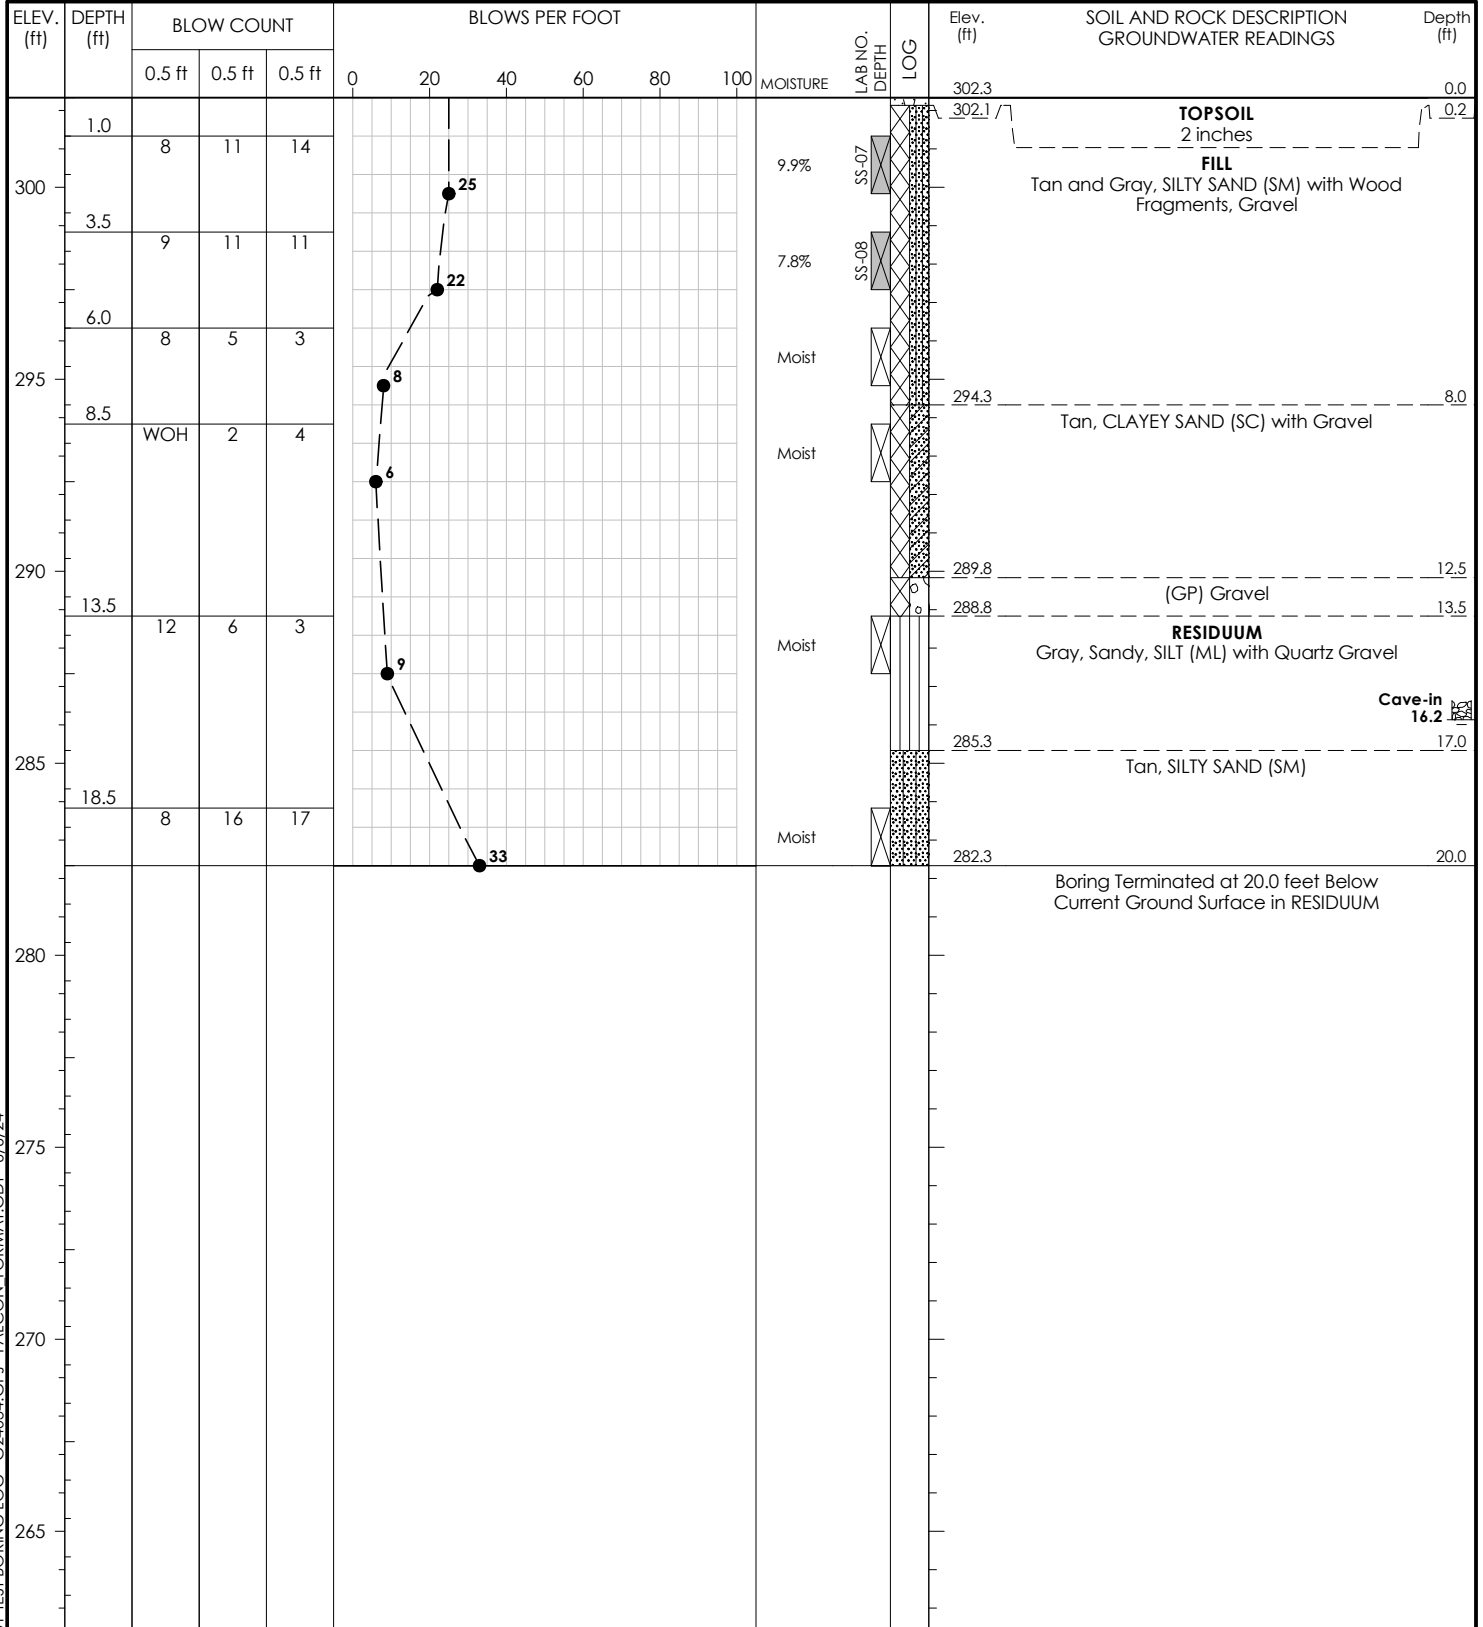 ELEV. (ft) DEPTH (ft) BLOW COUNT BLOWS PER FOOT Elev. (ft) SOIL AND ROCK DESCRIPTION Depth (ft)
GROUNDWATER READINGS
0.5 ft 0.5 ft 0.5 ft 0 20 40 60 80 100 MOISTURE LAB NO. DEPTH LOG
302.3 0.0
302.1 TOPSOIL 0.2
1.0 2 inches
8 11 14 9.9% SS-07 FILL
300 25 Tan and Gray, SILTY SAND (SM) with Wood
Fragments, Gravel
3.5
9 11 11 7.8% SS-08
22
6.0
8 5 3 Moist
295 8
294.3 8.0
8.5 Tan, CLAYEY SAND (SC) with Gravel
WOH 2 4 Moist
6
290 289.8 12.5
(GP) Gravel
13.5 288.8 13.5
12 6 3 RESIDUUM
Moist Gray, Sandy, SILT (ML) with Quartz Gravel
9
Cave-in
16.2
285.3 17.0
285 Tan, SILTY SAND (SM)
18.5
8 16 17 Moist
33 282.3 20.0
Boring Terminated at 20.0 feet Below
Current Ground Surface in RESIDUUM
280
275
270
265